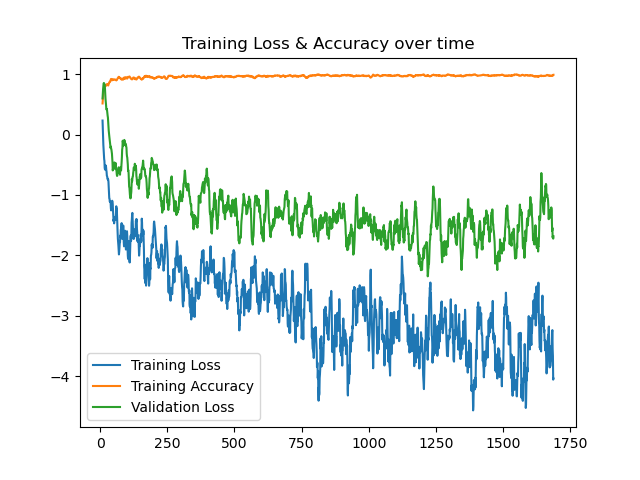 Training Loss & Accuracy over time
1
0
−1
−2
−3
−4
Training Loss
Training Accuracy
Validation Loss
0 250 500 750 1000 1250 1500 1750